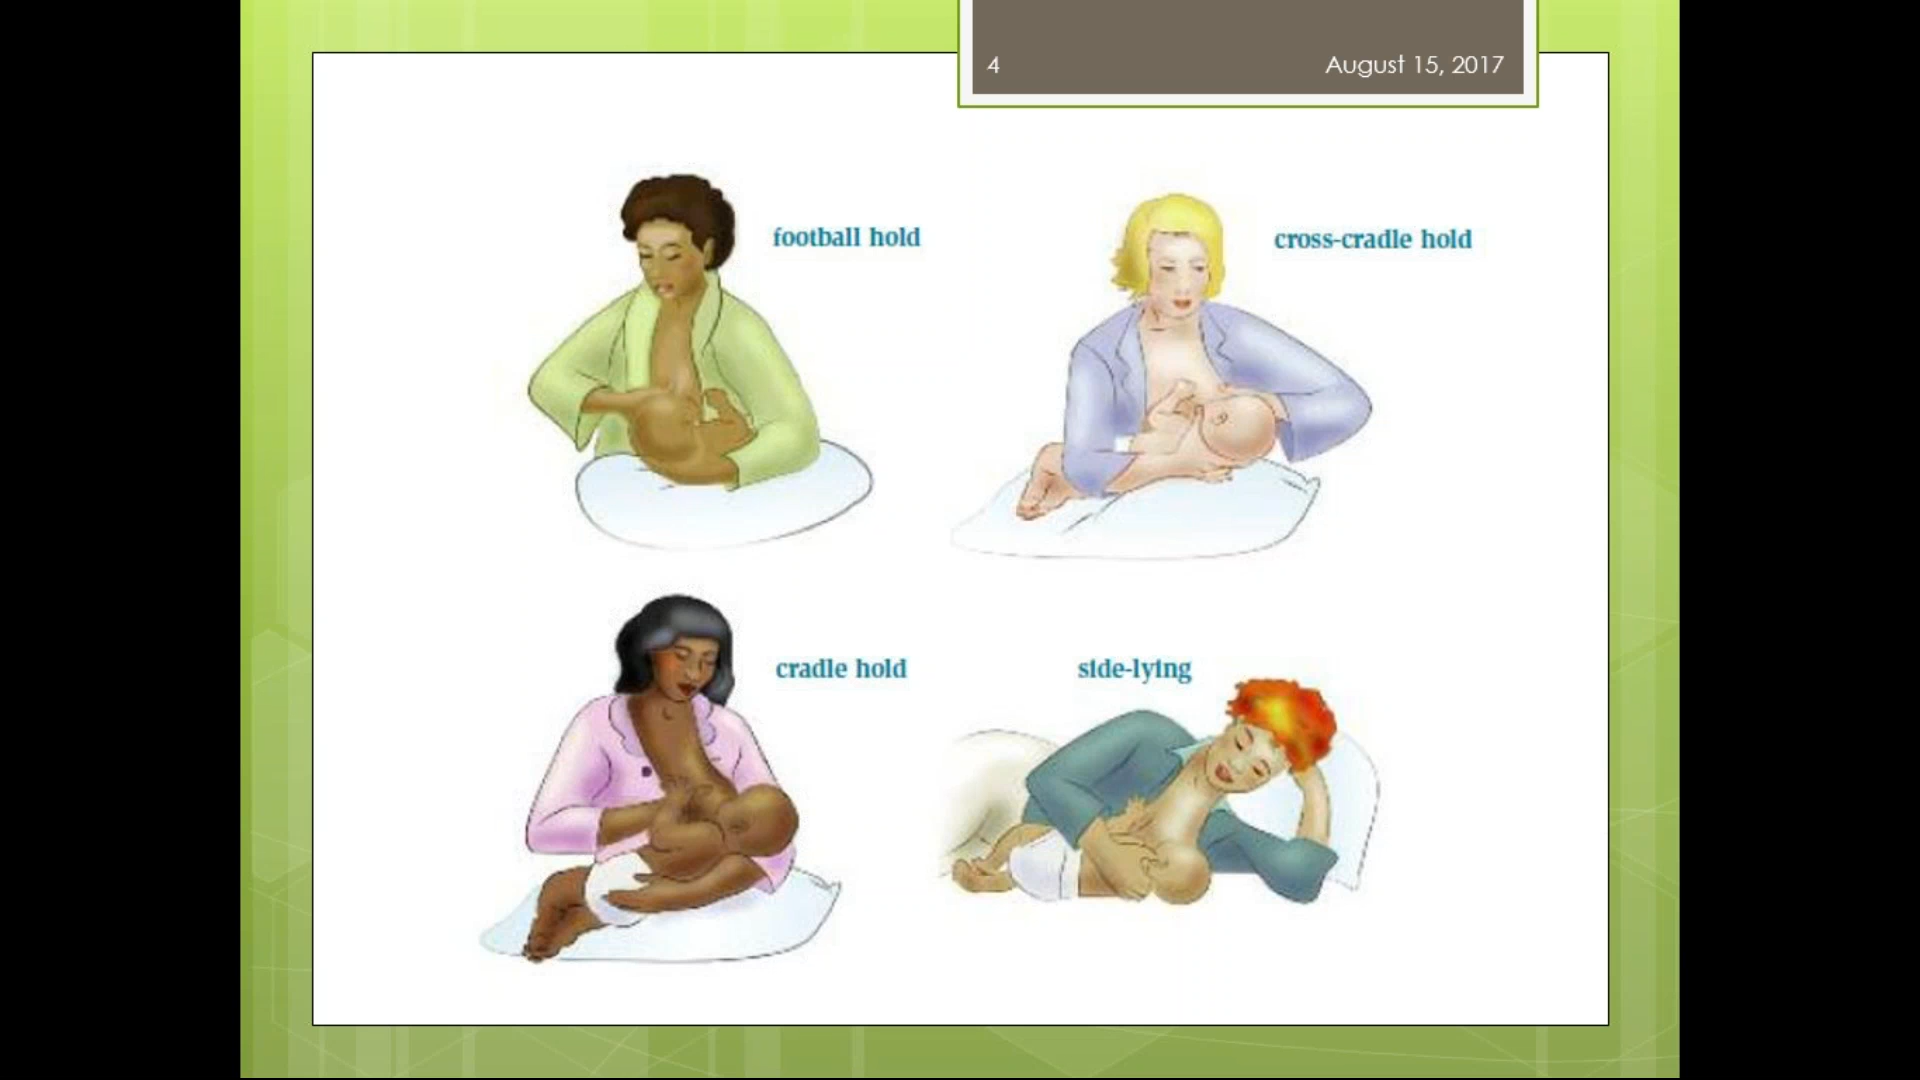 4
August 15, 2017
football hold
cross-cradle hold
cradle hold
side-lying